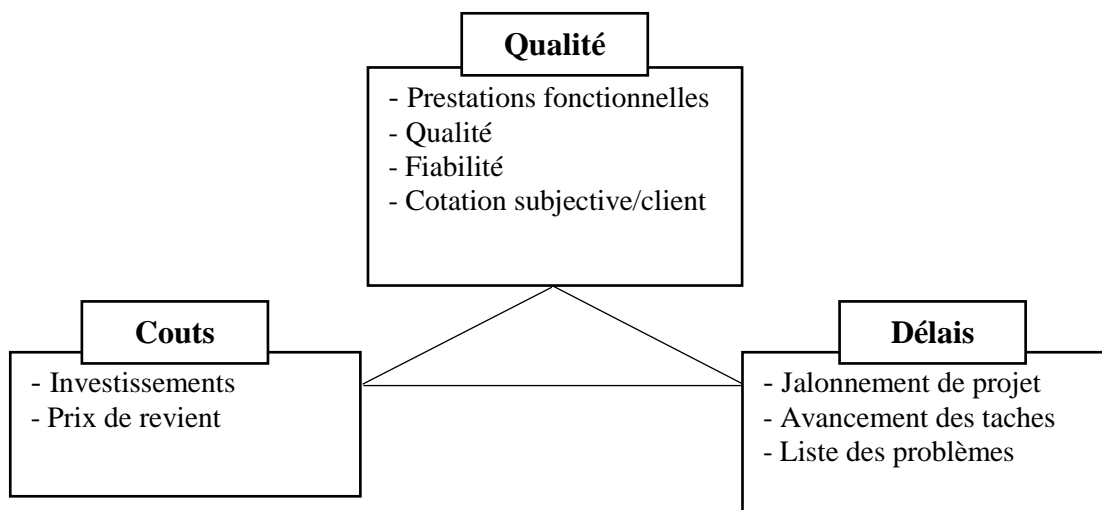 Qualité
- Prestations fonctionnelles
- Qualité
- Fiabilité
- Cotation subjective/client
Couts
- Investissements
- Prix de revient
Délais
- Jalonnement de projet
- Avancement des taches
- Liste des problèmes